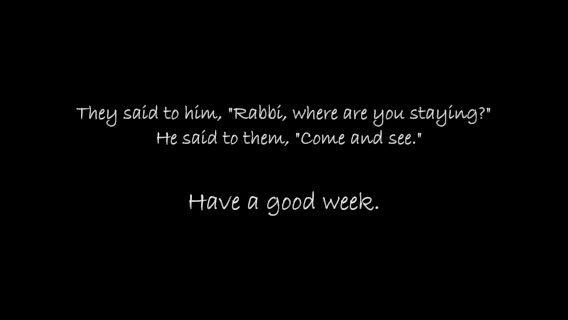 They said to him, "Rabbi, where are you staying?"
He said to them, "Come and see."
Have a good week.